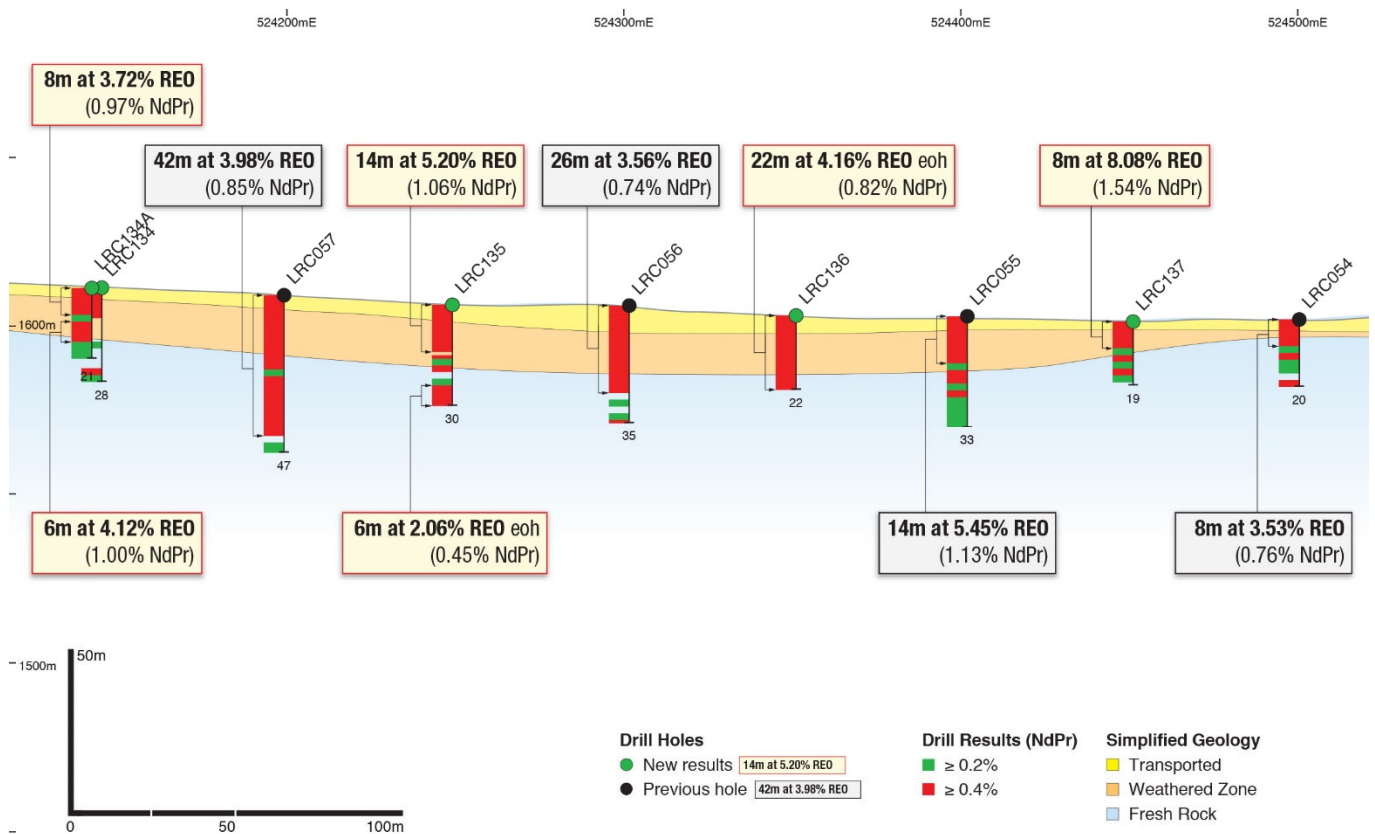 524200mE
524300mE
524400mE
524500mE
8m at 3.72% REO
(0.97% NdPr)
42m at 3.98% REO
(0.85% NdPr)
14m at 5.20% REO
(1.06% NdPr)
26m at 3.56% REO
(0.74% NdPr)
22m at 4.16% REO eoh
(0.82% NdPr)
8m at 8.08% REO
(1.54% NdPr)
LRC134A
LRC134
LRC057
LRC135
LRC056
LRC136
LRC055
LRC137
LRC054
1600m
21
28
47
30
35
22
33
19
20
6m at 4.12% REO
(1.00% NdPr)
6m at 2.06% REO eoh
(0.45% NdPr)
14m at 5.45% REO
(1.13% NdPr)
8m at 3.53% REO
(0.76% NdPr)
1500m
50m
0
50
100m
Drill Holes
New results 14m at 5.20% REO
Previous hole 42m at 3.98% REO
Drill Results (NdPr)
≥ 0.2%
≥ 0.4%
Simplified Geology
Transported
Weathered Zone
Fresh Rock